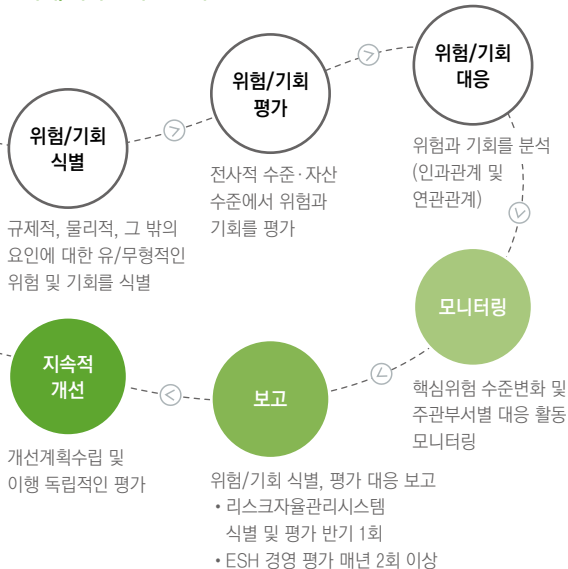 위험/기회
식별
규제적, 물리적, 그 밖의
요인에 대한 유/무형적인
위험 및 기회를 식별
위험/기회
평가
전사적 수준·자산
수준에서 위험과
기회를 평가
위험/기회
대응
위험과 기회를 분석
(인과관계 및
연관관계)
모니터링
핵심위험 수준변화 및
주관부서별 대응 활동
모니터링
보고
위험/기회 식별, 평가 대응 보고
• 리스크자율관리시스템
식별 및 평가 반기 1회
• ESH 경영 평가 매년 2회 이상
지속적
개선
개선계획수립 및
이행 독립적인 평가